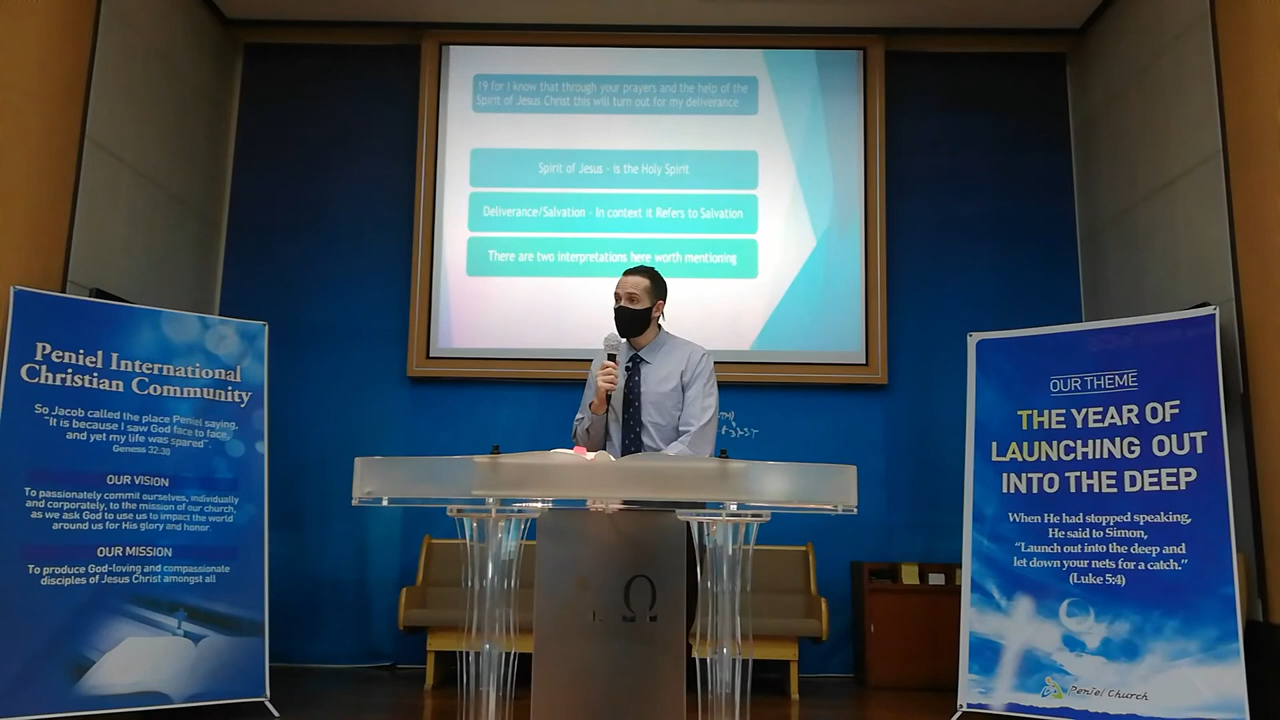 19 for I know that through your prayers and the help of the
Spirit of Jesus Christ this will turn out for my deliverance
Spirit of Jesus - is the Holy Spirit
Deliverance/Salvation - In context it Refers to Salvation
There are two interpretations here worth mentioning
Peniel International
Christian Community
So Jacob called the place Peniel saying,
"It is because I saw God face to face,
and yet my life was spared".
Genesis 32:30
OUR VISION
To passionately commit ourselves, individually
and corporately, to the mission of our church,
as we ask God to use us to impact the world
around us for His glory and honor.
OUR MISSION
To produce God-loving and compassionate
disciples of Jesus Christ amongst all
OUR THEME
THE YEAR OF
LAUNCHING OUT
INTO THE DEEP
When He had stopped speaking,
He said to Simon,
"Launch out into the deep and
let down your nets for a catch."
(Luke 5:4)
Peniel Church
Ω